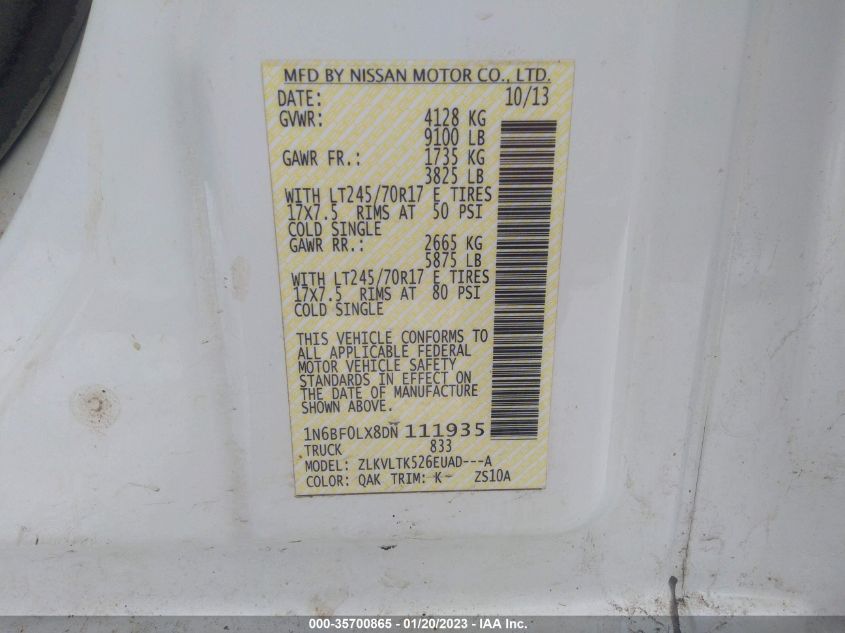 MFD BY NISSAN MOTOR CO., LTD.
DATE: 10/13
GVWR: 4128 KG
9100 LB
GAWR FR.: 1735 KG
3825 LB
WITH LT245/70R17 E TIRES
17X7.5 RIMS AT 50 PSI
COLD SINGLE
GAWR RR.: 2665 KG
5875 LB
WITH LT245/70R17 E TIRES
17X7.5 RIMS AT 80 PSI
COLD SINGLE
THIS VEHICLE CONFORMS TO
ALL APPLICABLE FEDERAL
MOTOR VEHICLE SAFETY
STANDARDS IN EFFECT ON
THE DATE OF MANUFACTURE
SHOWN ABOVE.
1N6BF0LX8DN 111935
TRUCK 833
MODEL: ZLKVLTK526EUAD---A
COLOR: QAK TRIM: K- ZS10A
000-35700865 - 01/20/2023 - IAA Inc.